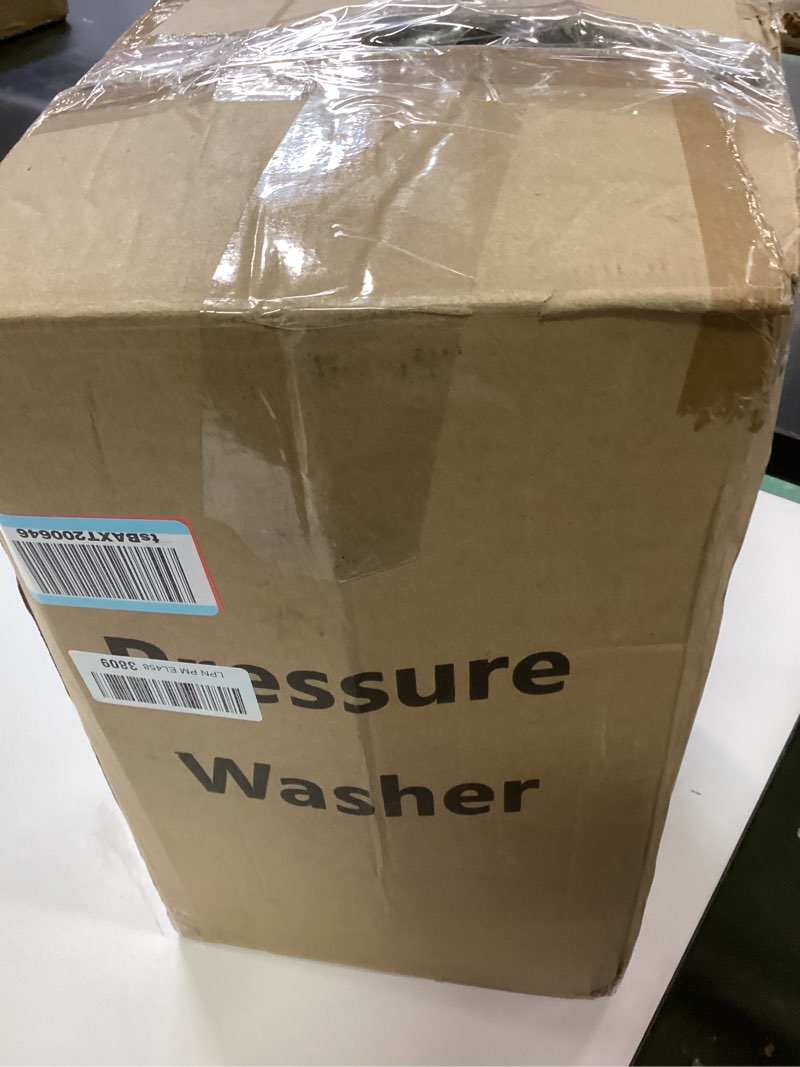 tsBAXT200646
LPN PM EL458 3809
Pressure
Washer